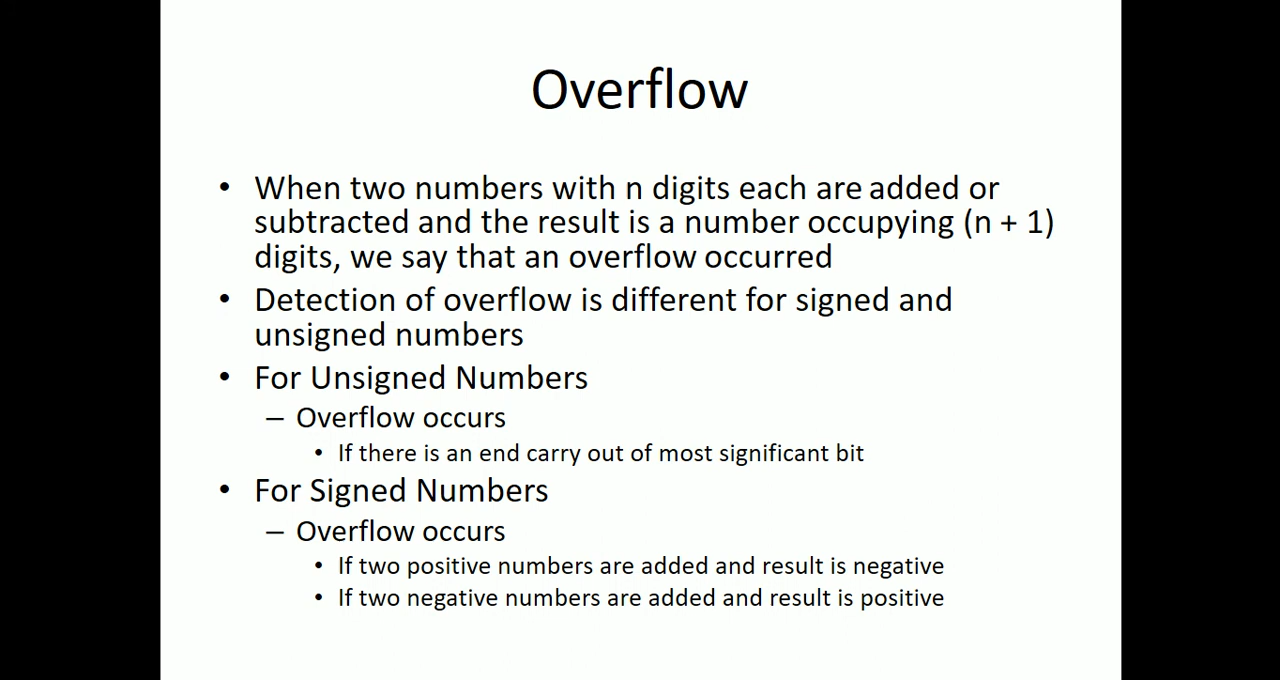 Overflow
• When two numbers with n digits each are added or
subtracted and the result is a number occupying (n + 1)
digits, we say that an overflow occurred
• Detection of overflow is different for signed and
unsigned numbers
• For Unsigned Numbers
– Overflow occurs
• If there is an end carry out of most significant bit
• For Signed Numbers
– Overflow occurs
• If two positive numbers are added and result is negative
• If two negative numbers are added and result is positive